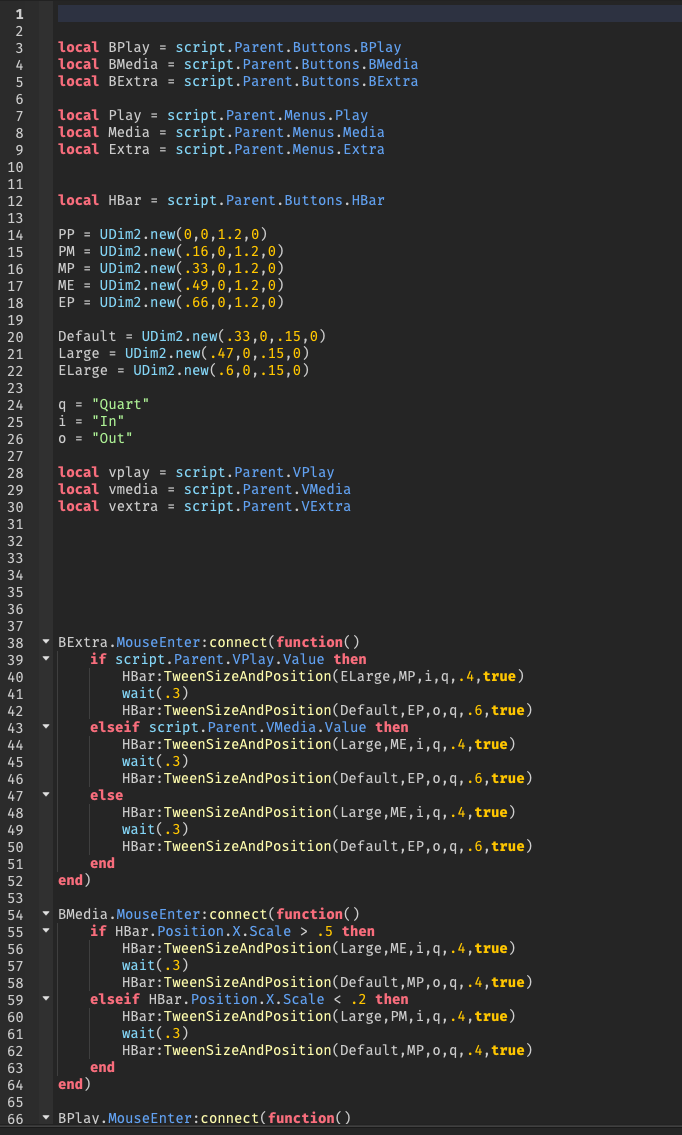 1
2
3 local BPlay = script.Parent.Buttons.BPlay
4 local BMedia = script.Parent.Buttons.BMedia
5 local BExtra = script.Parent.Buttons.BExtra
6
7 local Play = script.Parent.Menus.Play
8 local Media = script.Parent.Menus.Media
9 local Extra = script.Parent.Menus.Extra
10
11
12 local HBar = script.Parent.Buttons.HBar
13
14 PP = UDim2.new(0,0,1.2,0)
15 PM = UDim2.new(.16,0,1.2,0)
16 MP = UDim2.new(.33,0,1.2,0)
17 ME = UDim2.new(.49,0,1.2,0)
18 EP = UDim2.new(.66,0,1.2,0)
19
20 Default = UDim2.new(.33,0,.15,0)
21 Large = UDim2.new(.47,0,.15,0)
22 ELarge = UDim2.new(.6,0,.15,0)
23
24 q = "Quart"
25 i = "In"
26 o = "Out"
27
28 local vplay = script.Parent.VPlay
29 local vmedia = script.Parent.VMedia
30 local vextra = script.Parent.VExtra
31
32
33
34
35
36
37
38 BExtra.MouseEnter:connect(function()
39     if script.Parent.VPlay.Value then
40         HBar:TweenSizeAndPosition(ELarge,MP,i,q,.4,true)
41         wait(.3)
42         HBar:TweenSizeAndPosition(Default,EP,o,q,.6,true)
43     elseif script.Parent.VMedia.Value then
44         HBar:TweenSizeAndPosition(Large,ME,i,q,.4,true)
45         wait(.3)
46         HBar:TweenSizeAndPosition(Default,EP,o,q,.6,true)
47     else
48         HBar:TweenSizeAndPosition(Large,ME,i,q,.4,true)
49         wait(.3)
50         HBar:TweenSizeAndPosition(Default,EP,o,q,.6,true)
51     end
52 end)
53
54 BMedia.MouseEnter:connect(function()
55     if HBar.Position.X.Scale > .5 then
56         HBar:TweenSizeAndPosition(Large,ME,i,q,.4,true)
57         wait(.3)
58         HBar:TweenSizeAndPosition(Default,MP,o,q,.4,true)
59     elseif HBar.Position.X.Scale < .2 then
60         HBar:TweenSizeAndPosition(Large,PM,i,q,.4,true)
61         wait(.3)
62         HBar:TweenSizeAndPosition(Default,MP,o,q,.4,true)
63     end
64 end)
65
66 BPlay.MouseEnter:connect(function()